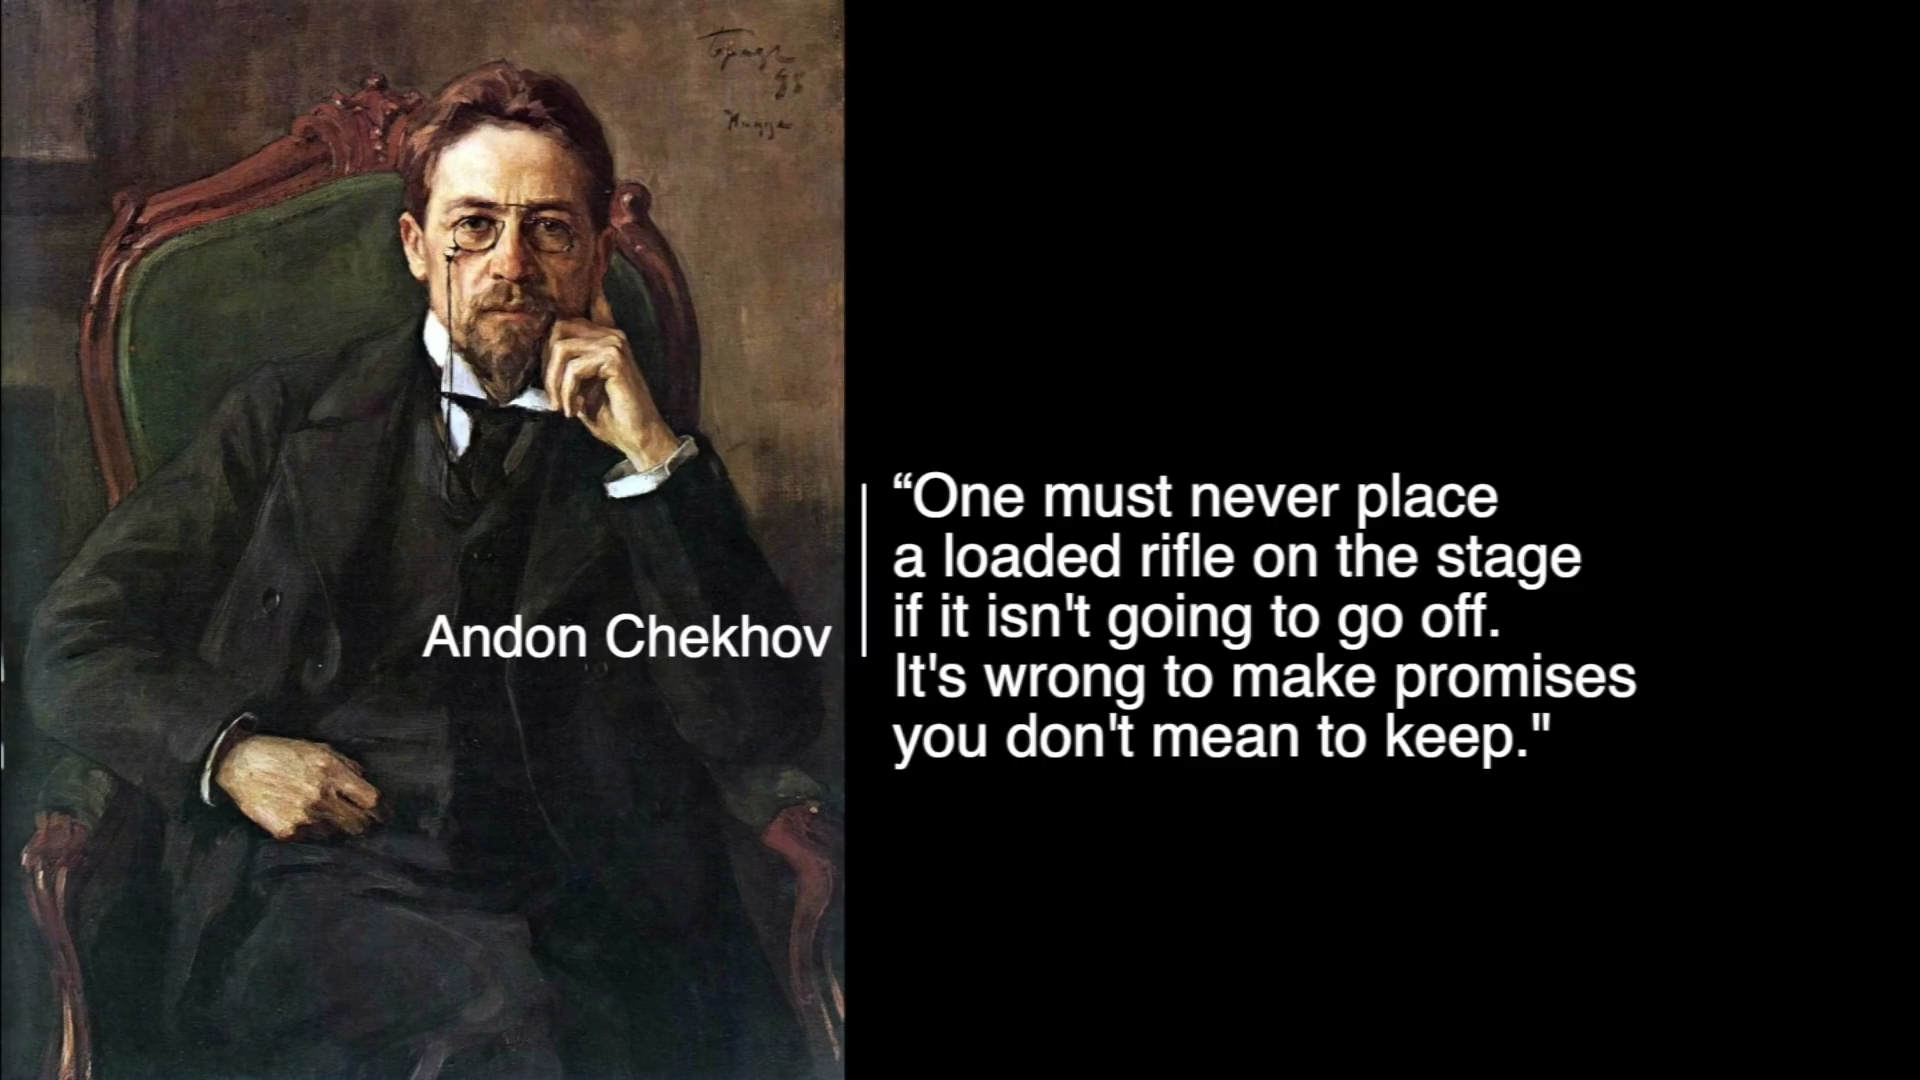 98
Andon Chekhov
“One must never place
a loaded rifle on the stage
if it isn't going to go off.
It's wrong to make promises
you don't mean to keep."